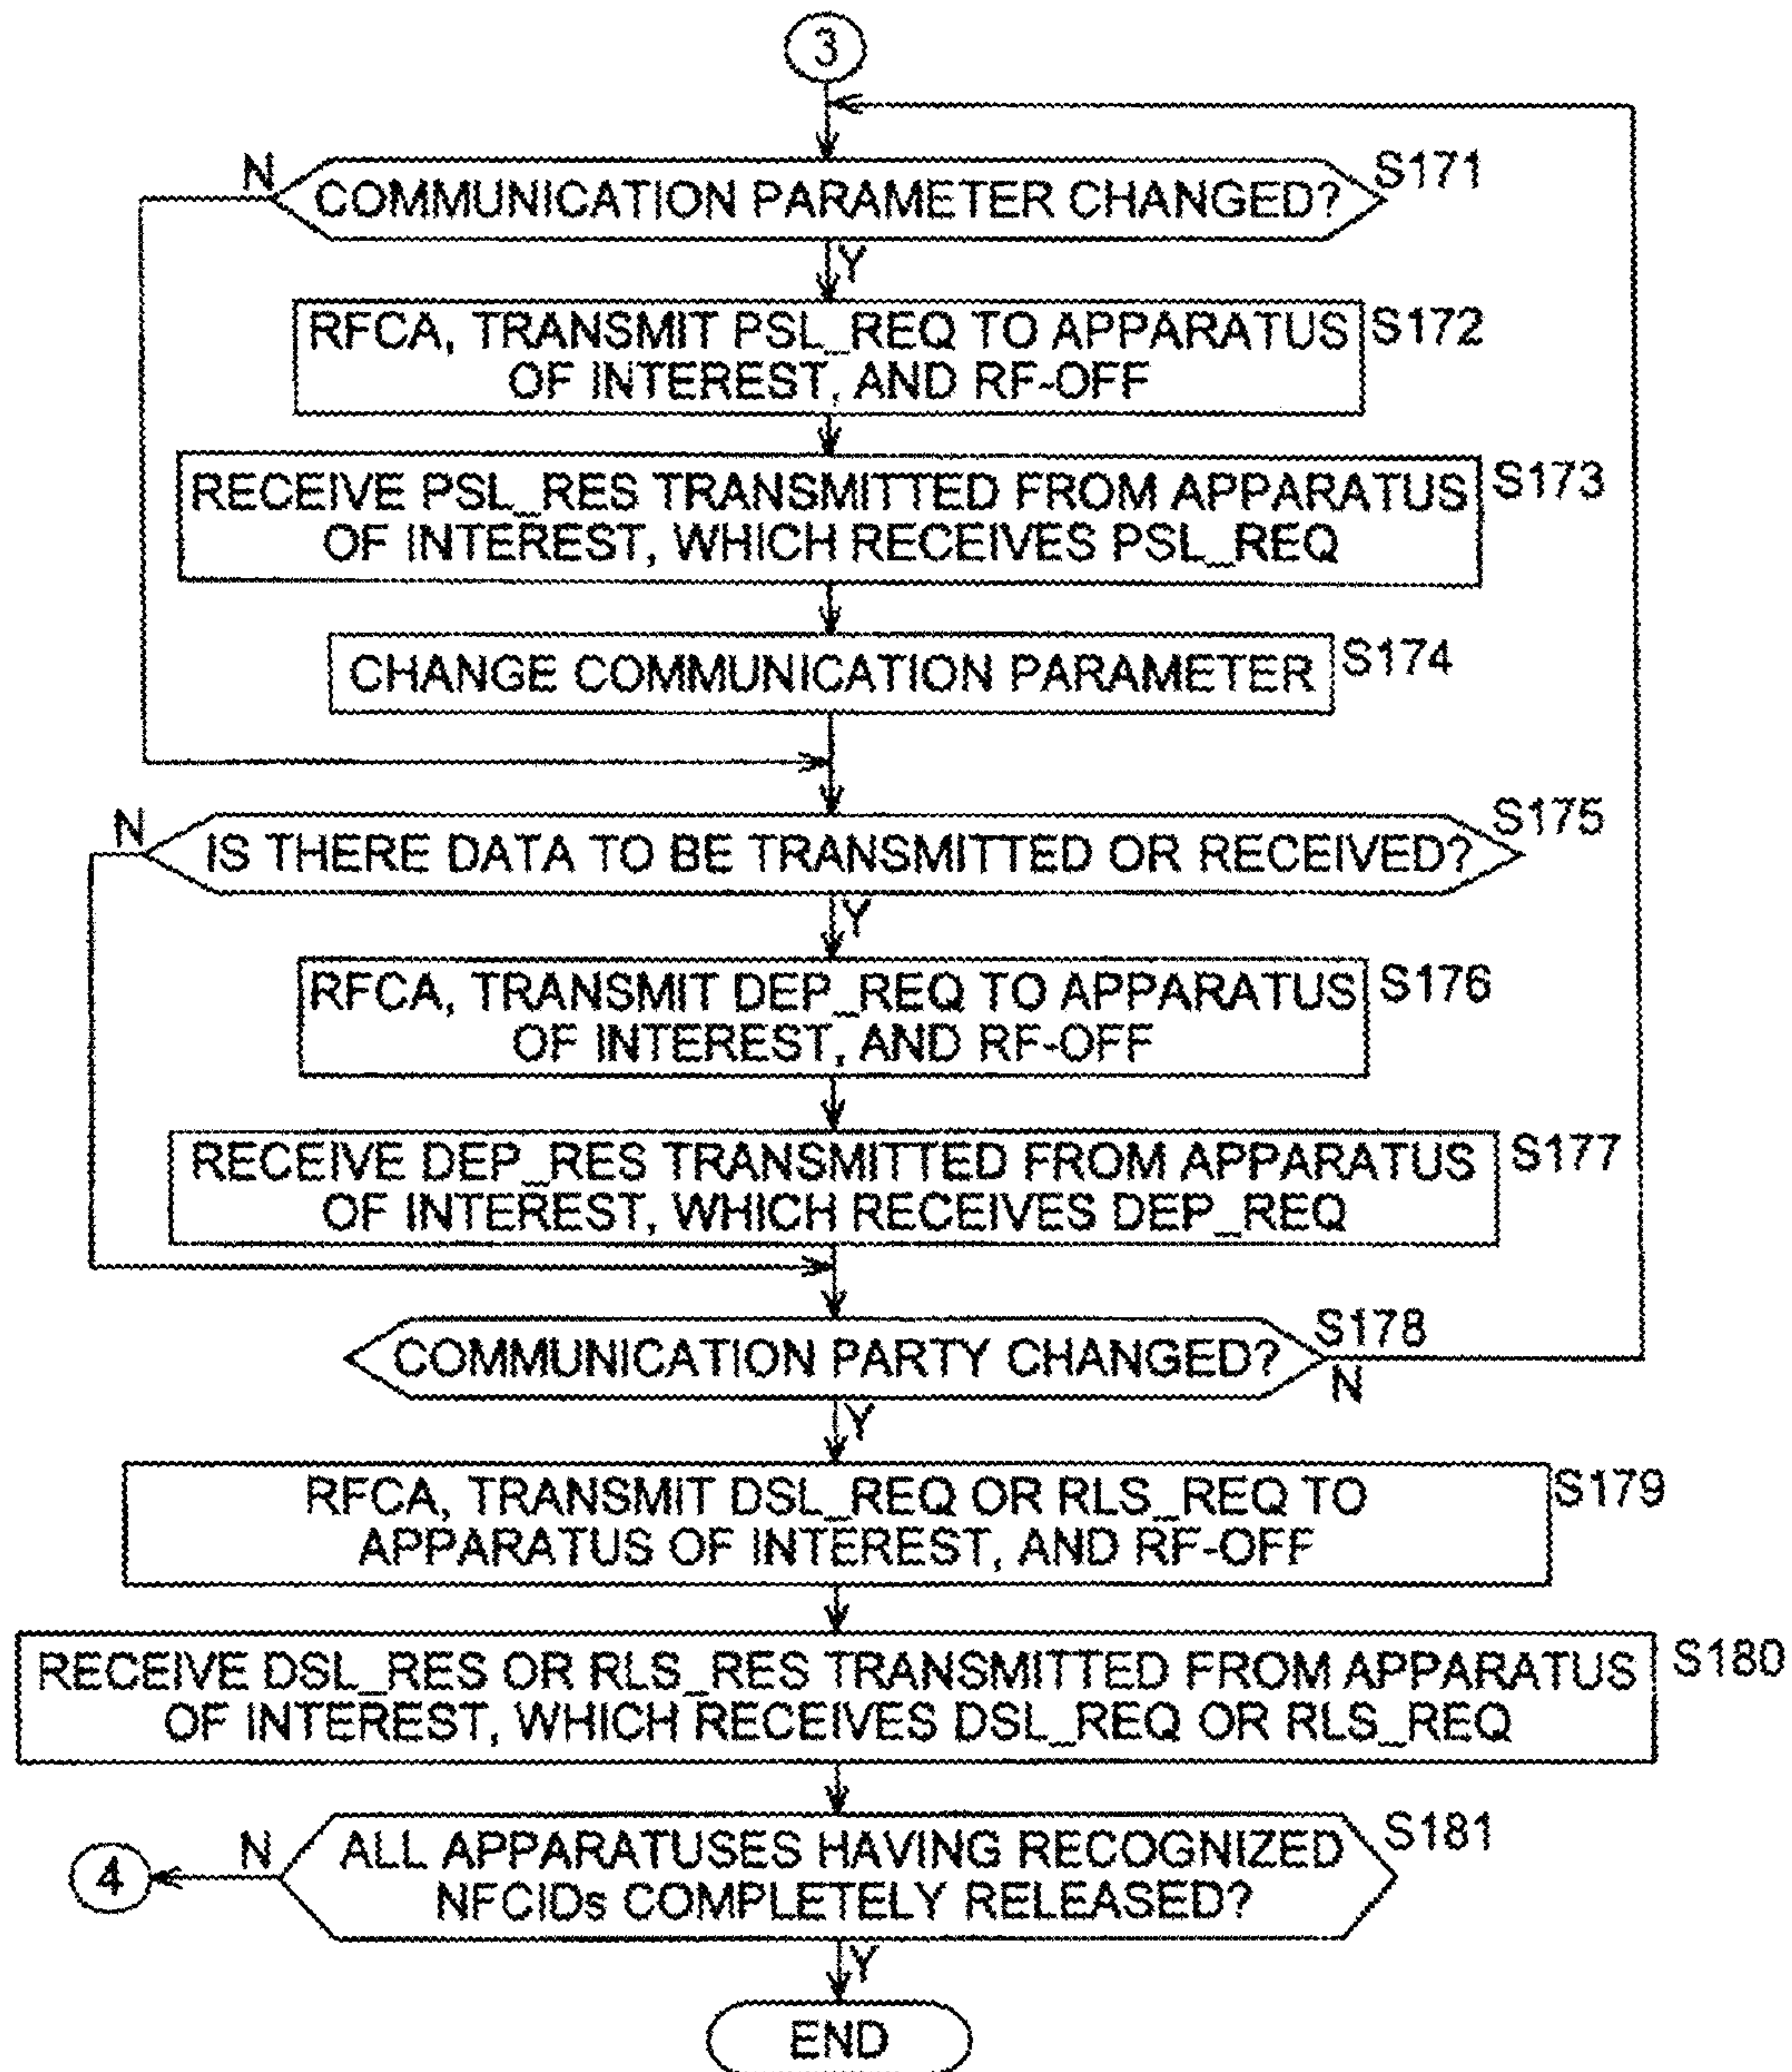 3
N
COMMUNICATION PARAMETER CHANGED?
S171
Y
RFCA, TRANSMIT PSL_REQ TO APPARATUS
OF INTEREST, AND RF-OFF
S172
RECEIVE PSL_RES TRANSMITTED FROM APPARATUS
OF INTEREST, WHICH RECEIVES PSL_REQ
S173
CHANGE COMMUNICATION PARAMETER
S174
N
IS THERE DATA TO BE TRANSMITTED OR RECEIVED?
S175
Y
RFCA, TRANSMIT DEP_REQ TO APPARATUS
OF INTEREST, AND RF-OFF
S176
RECEIVE DEP_RES TRANSMITTED FROM APPARATUS
OF INTEREST, WHICH RECEIVES DEP_REQ
S177
COMMUNICATION PARTY CHANGED?
S178
N
Y
RFCA, TRANSMIT DSL_REQ OR RLS_REQ TO
APPARATUS OF INTEREST, AND RF-OFF
S179
RECEIVE DSL_RES OR RLS_RES TRANSMITTED FROM APPARATUS
OF INTEREST, WHICH RECEIVES DSL_REQ OR RLS_REQ
S180
4
N
ALL APPARATUSES HAVING RECOGNIZED
NFCIDs COMPLETELY RELEASED?
S181
Y
END